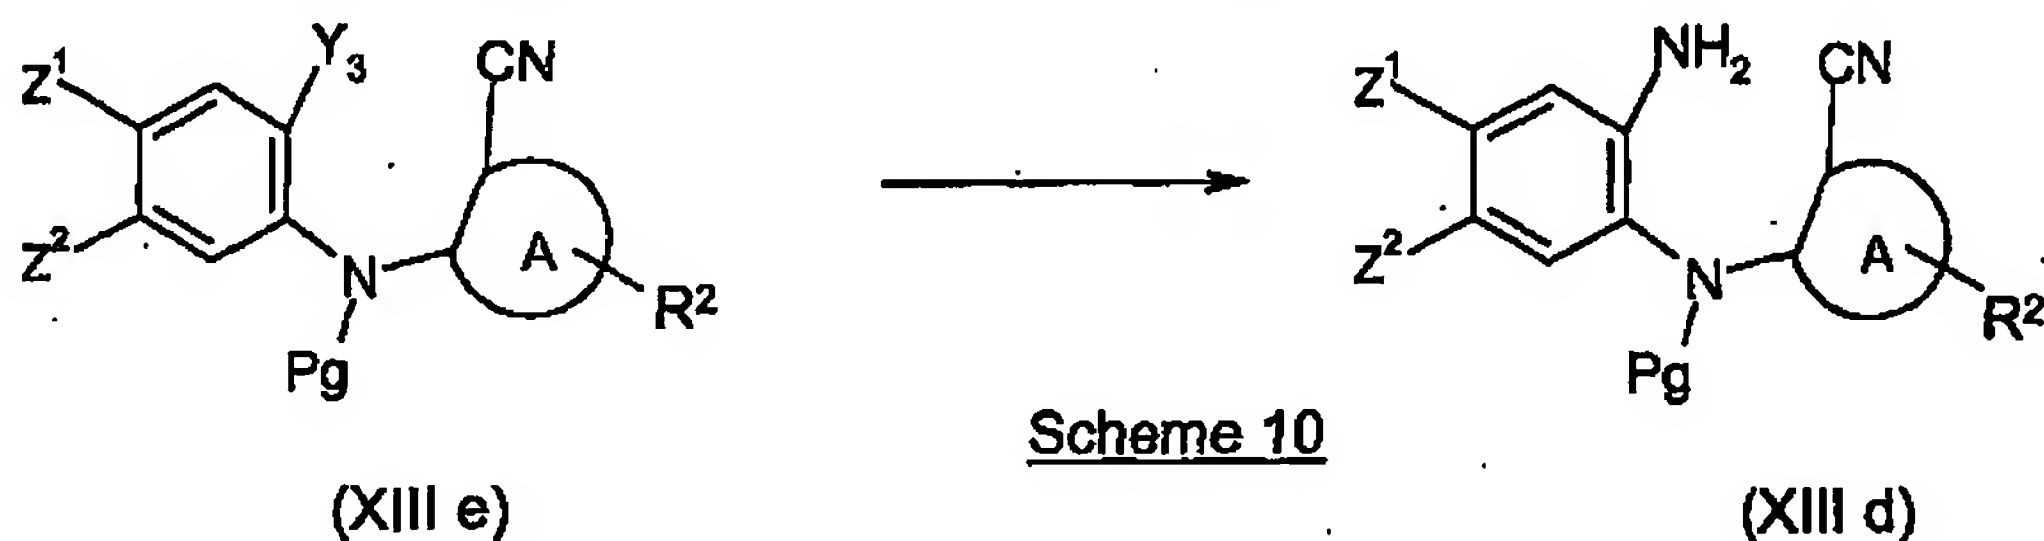 Y₃ CN NH₂ CN
Z¹ Z¹
Z² N A R² Z² N A R²
Pg Pg
Scheme 10
(XIII e) (XIII d)